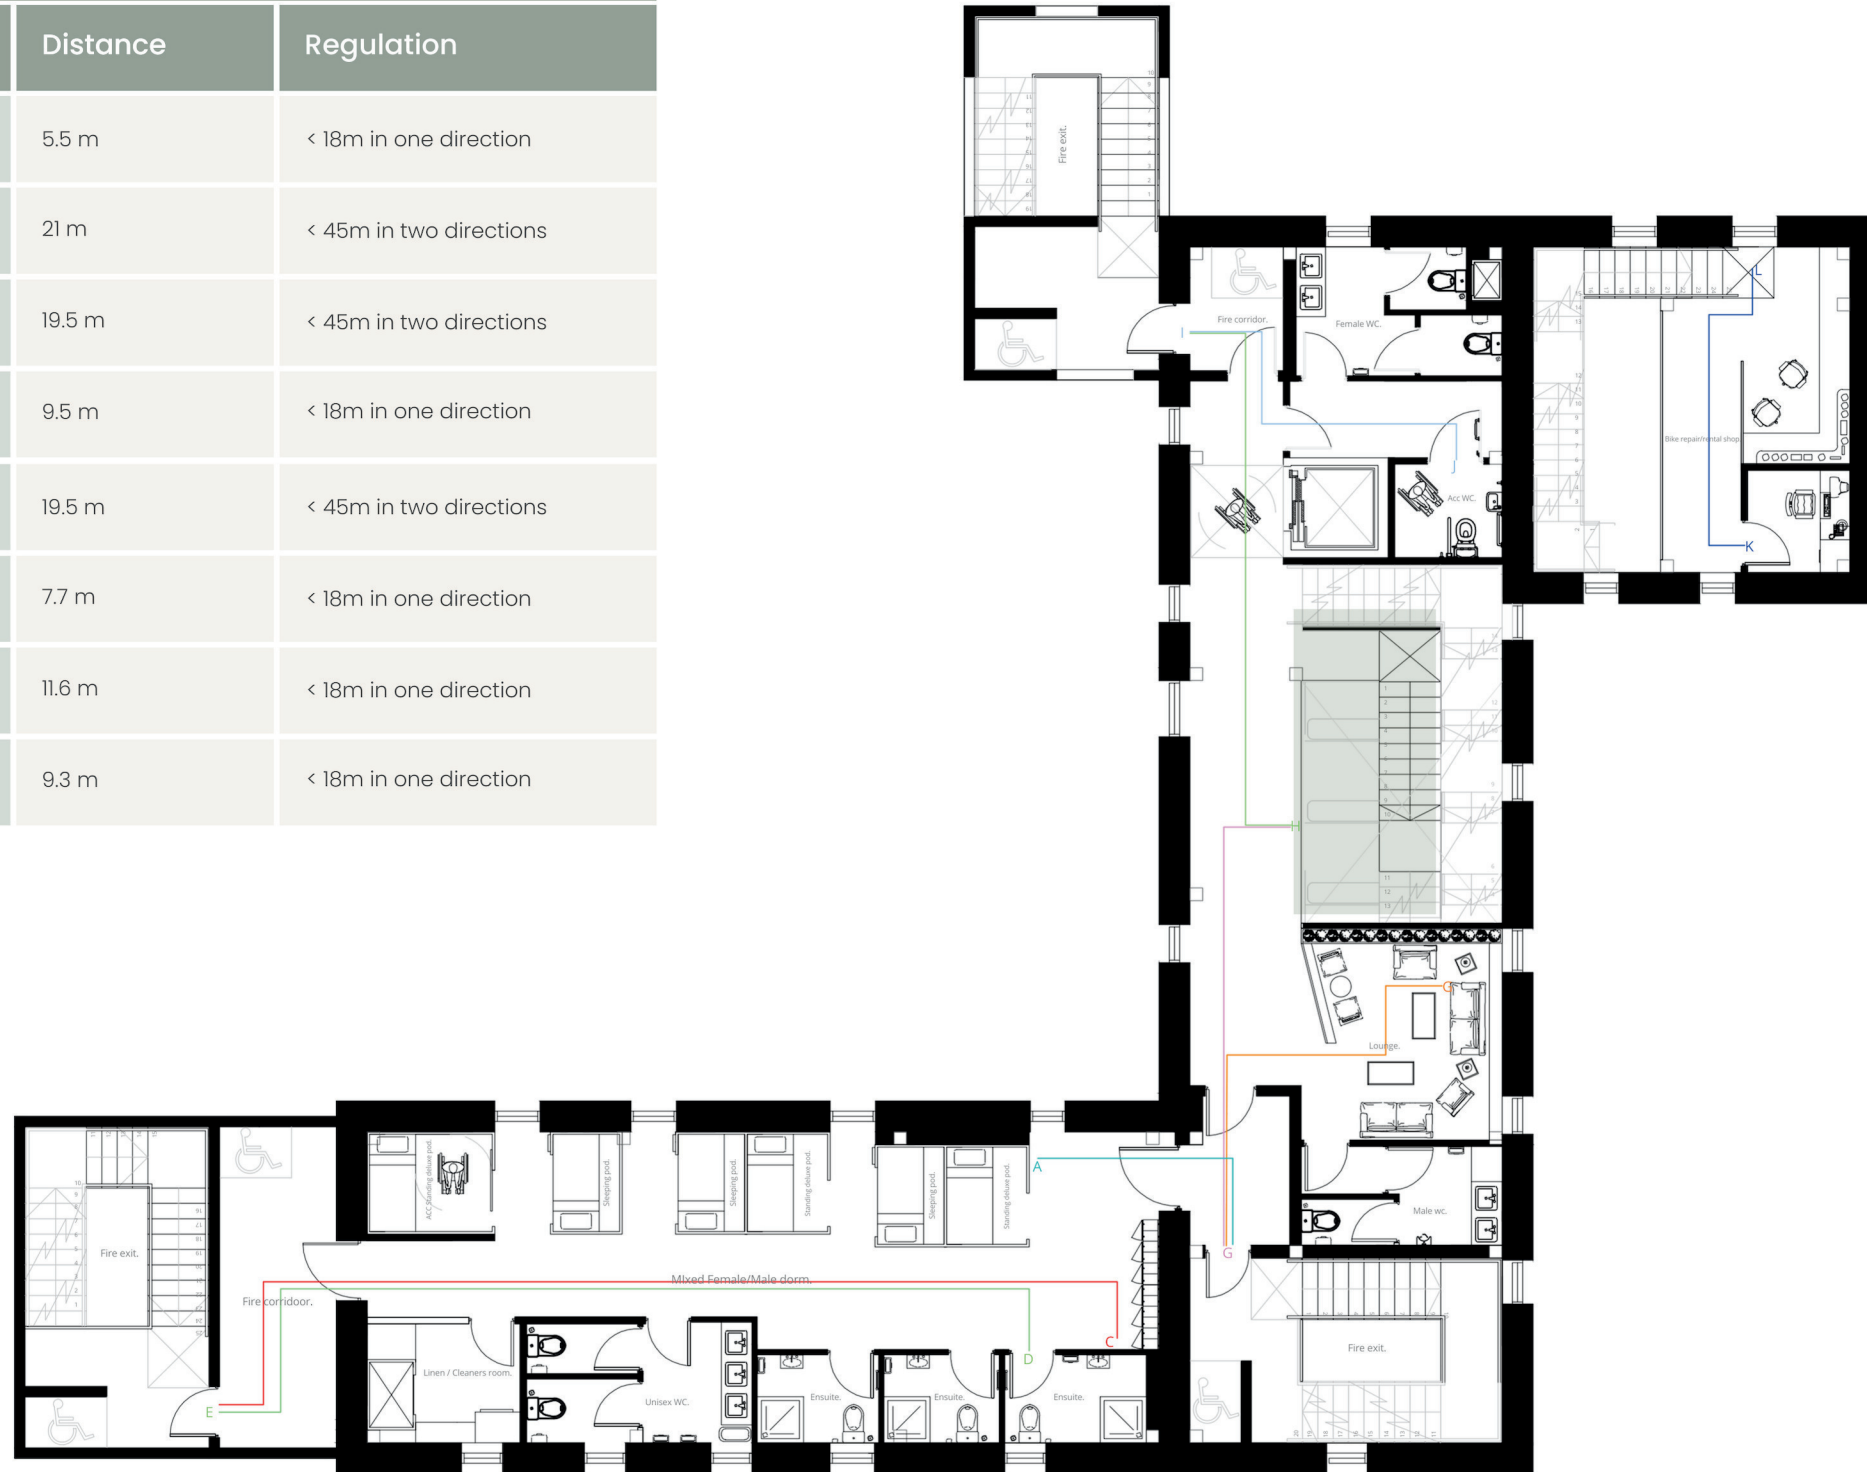 Distance Regulation
5.5 m < 18m in one direction
21 m < 45m in two directions
19.5 m < 45m in two directions
9.5 m < 18m in one direction
19.5 m < 45m in two directions
7.7 m < 18m in one direction
11.6 m < 18m in one direction
9.3 m < 18m in one direction
Fire exit.
I
Fire corridor.
Female WC.
J
Acc WC.
L
Bike repair/rental shop.
K
H
G
Lounge.
Male wc.
G
Fire exit.
ACC Standing deluxe pod.
Sleeping pod.
Sleeping pod.
Standing deluxe pod.
Sleeping pod.
Standing deluxe pod.
A
Fire exit.
MIxed Female/Male dorm.
Fire corridoor.
C
D
E
Linen / Cleaners room.
Unisex WC.
Ensuite.
Ensuite.
Ensuite.